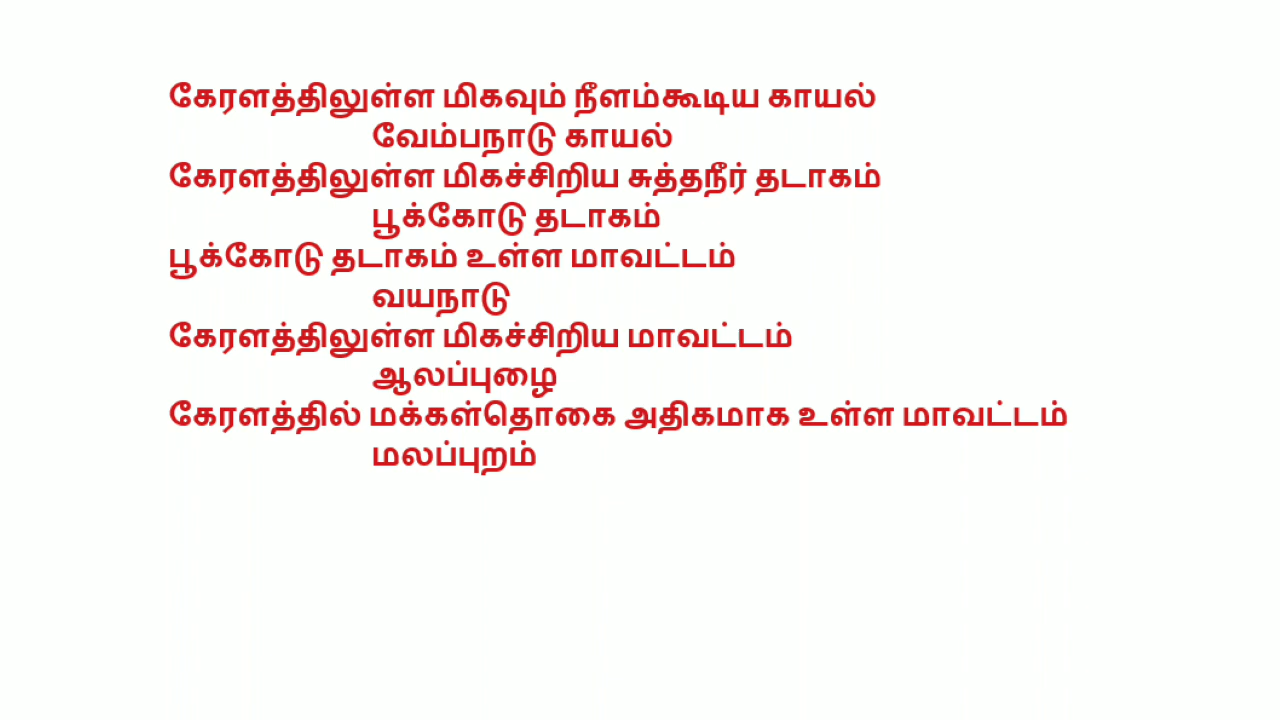 கேரளத்திலுள்ள மிகவும் நீளம்கூடிய காயல்
வேம்பநாடு காயல்
கேரளத்திலுள்ள மிகச்சிறிய சுத்தநீர் தடாகம்
பூக்கோடு தடாகம்
பூக்கோடு தடாகம் உள்ள மாவட்டம்
வயநாடு
கேரளத்திலுள்ள மிகச்சிறிய மாவட்டம்
ஆலப்புழை
கேரளத்தில் மக்கள்தொகை அதிகமாக உள்ள மாவட்டம்
மலப்புறம்